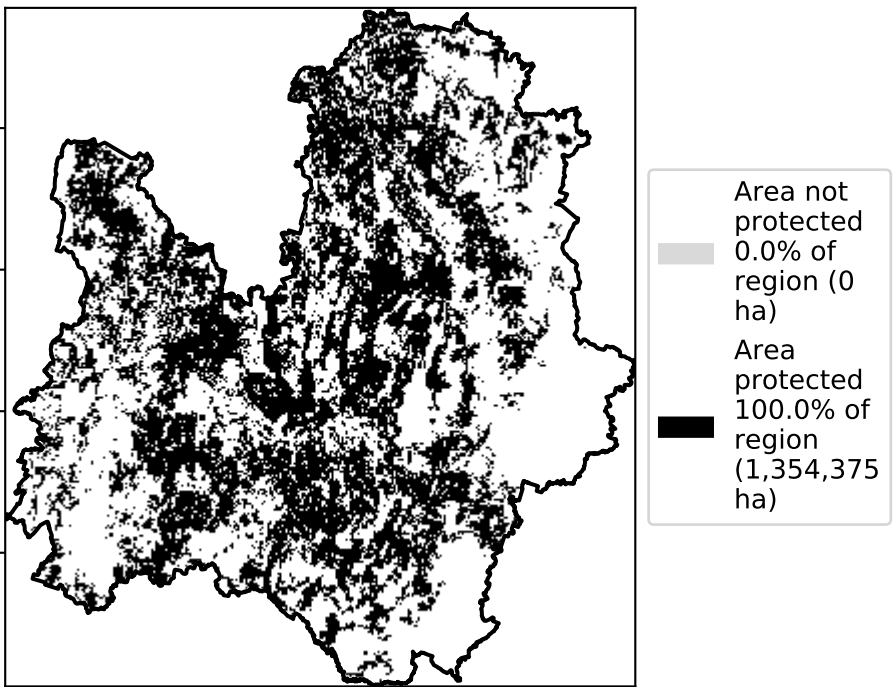 Area not
protected
0.0% of
region (0
ha)
Area
protected
100.0% of
region
(1,354,375
ha)